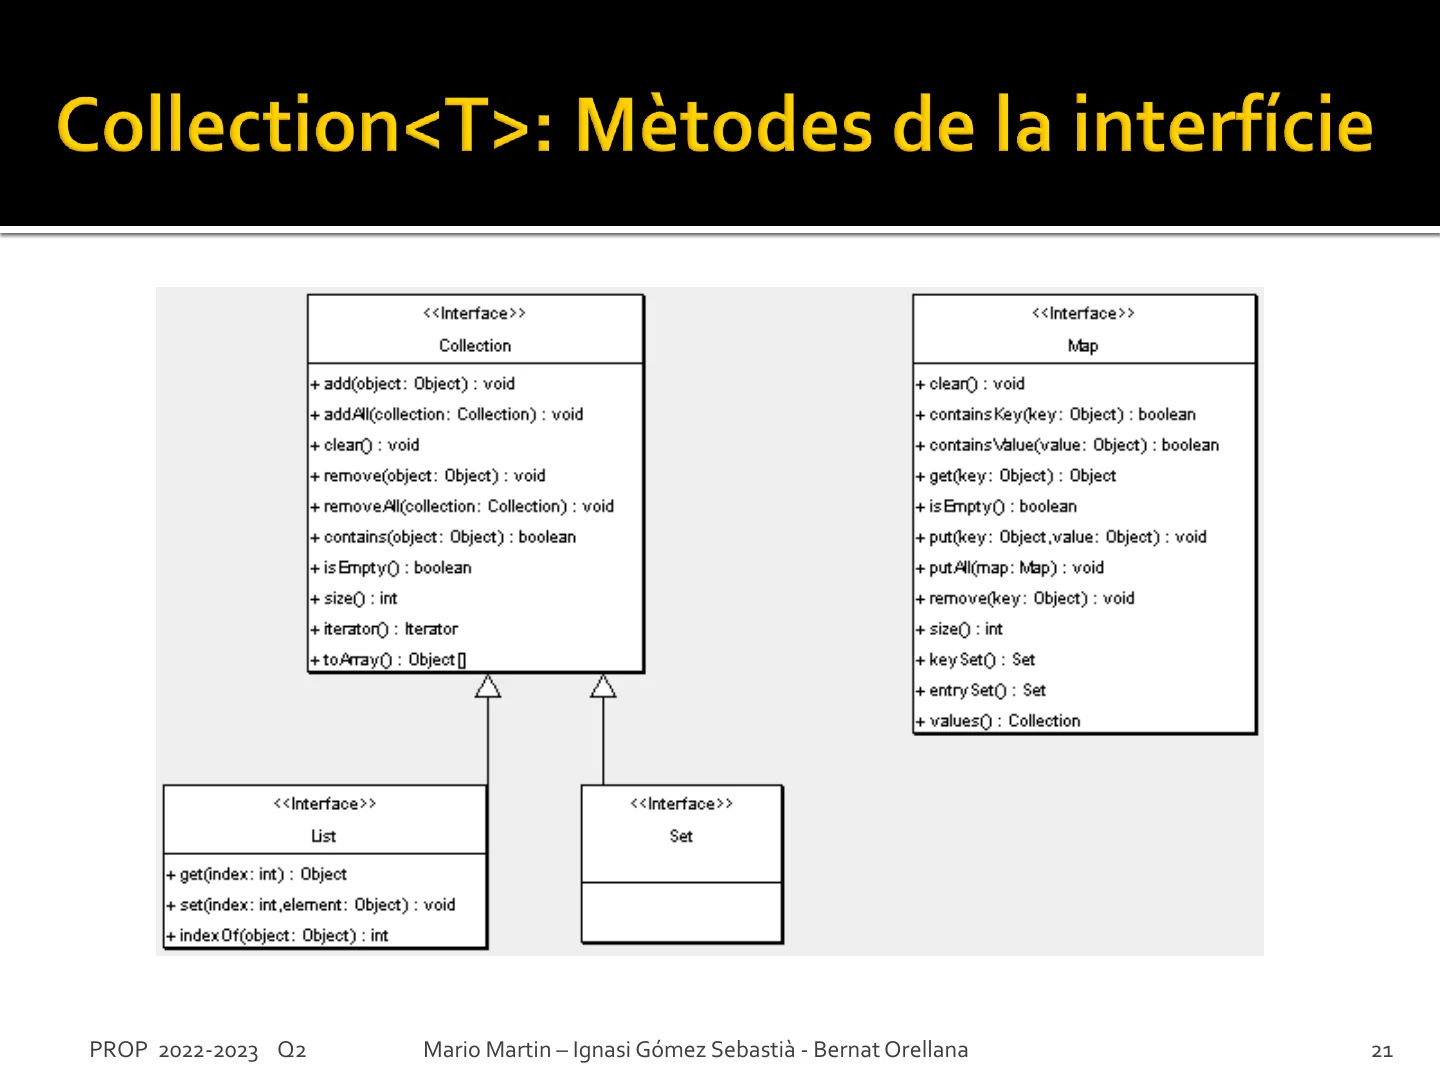 Collection<T>: Mètodes de la interfície
<<Interface>>
Collection
+ add(object: Object) : void
+ addAll(collection: Collection) : void
+ clear() : void
+ remove(object: Object) : void
+ removeAll(collection: Collection) : void
+ contains(object: Object) : boolean
+ isEmpty() : boolean
+ size() : int
+ iterator() : Iterator
+ toArray() : Object[]
<<Interface>>
Map
+ clear() : void
+ containsKey(key: Object) : boolean
+ containsValue(value: Object) : boolean
+ get(key: Object) : Object
+ isEmpty() : boolean
+ put(key: Object,value: Object) : void
+ putAll(map: Map) : void
+ remove(key: Object) : void
+ size() : int
+ keySet() : Set
+ entrySet() : Set
+ values() : Collection
<<Interface>>
List
+ get(index: int) : Object
+ set(index: int,element: Object) : void
+ indexOf(object: Object) : int
<<Interface>>
Set
PROP 2022-2023 Q2
Mario Martin – Ignasi Gómez Sebastià - Bernat Orellana
21